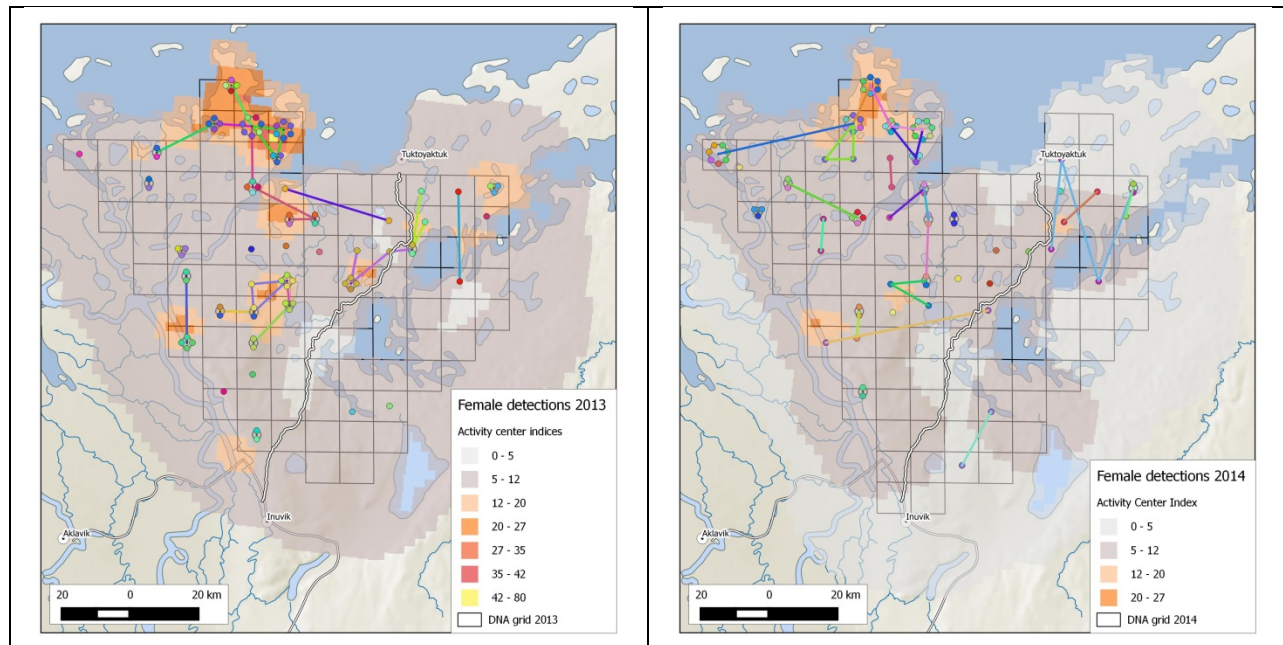 Tuktoyaktuk
Inuvik
Aklavik
Female detections 2013
Activity center indices
0 - 5
5 - 12
12 - 20
20 - 27
27 - 35
35 - 42
42 - 80
DNA grid 2013
20 0 20 km
Tuktoyaktuk
Inuvik
Aklavik
Female detections 2014
Activity Center Index
0 - 5
5 - 12
12 - 20
20 - 27
DNA grid 2014
20 0 20 km